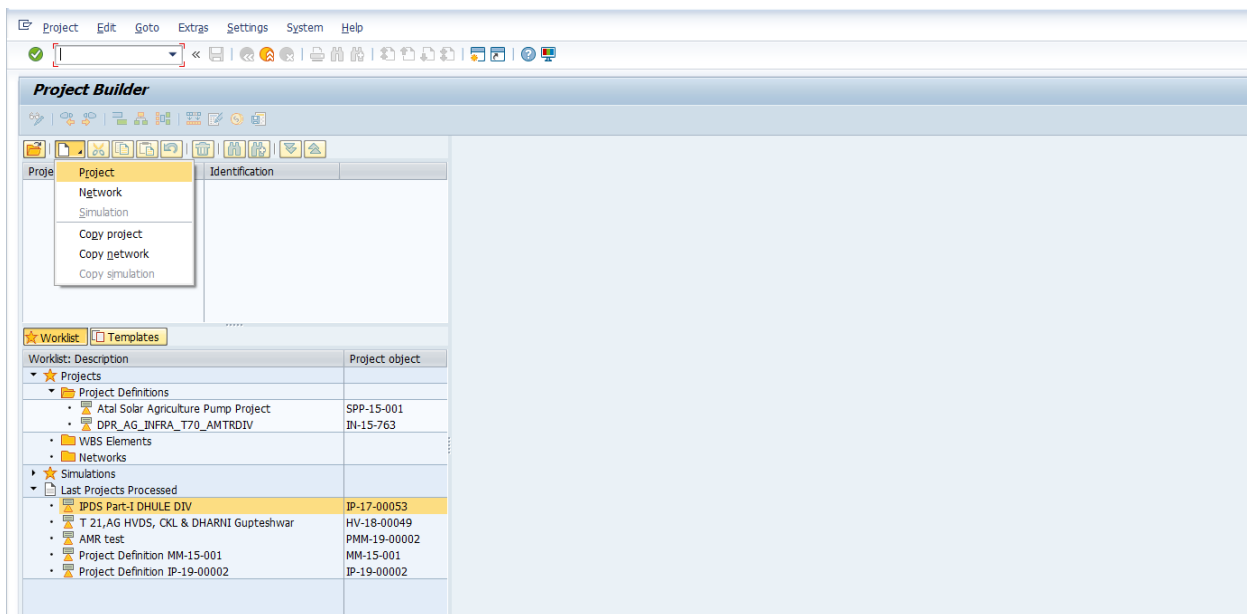 Project Edit Goto Extras Settings System Help
Project Builder
Proje Identification
Project
Network
Simulation
Copy project
Copy network
Copy simulation
Worklist Templates
Worklist: Description Project object
Projects
Project Definitions
Atal Solar Agriculture Pump Project SPP-15-001
DPR_AG_INFRA_T70_AMTRDIV IN-15-763
WBS Elements
Networks
Simulations
Last Projects Processed
IPDS Part-I DHULE DIV IP-17-00053
T 21,AG HVDS, CKL & DHARNI Gupteshwar HV-18-00049
AMR test PMM-19-00002
Project Definition MM-15-001 MM-15-001
Project Definition IP-19-00002 IP-19-00002